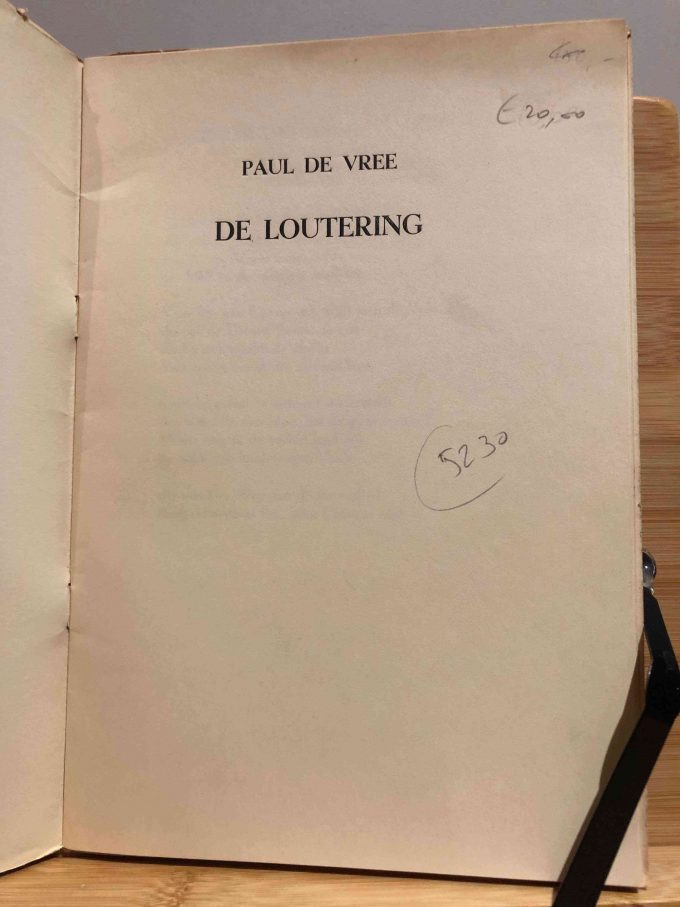 € 20,00
PAUL DE VREE
DE LOUTERING
5230